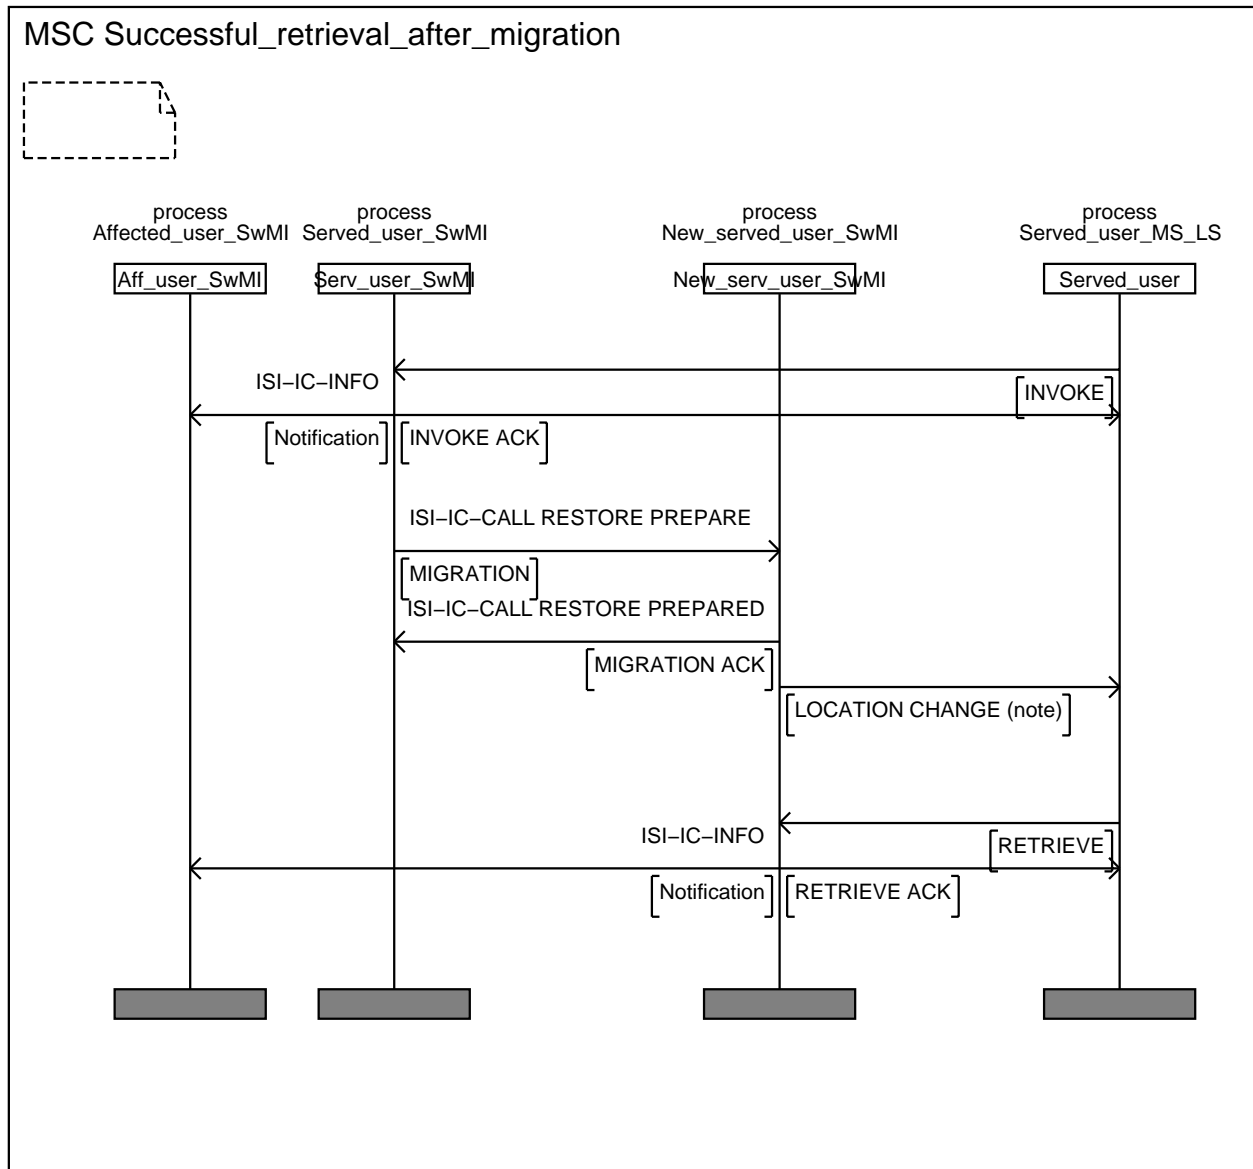 MSC Successful_retrieval_after_migration
process
Affected_user_SwMI
process
Served_user_SwMI
process
New_served_user_SwMI
process
Served_user_MS_LS
Aff_user_SwMI
Serv_user_SwMI
New_serv_user_SwMI
Served_user
ISI−IC−INFO
INVOKE
Notification
INVOKE ACK
ISI−IC−CALL RESTORE PREPARE
MIGRATION
ISI−IC−CALL RESTORE PREPARED
MIGRATION ACK
LOCATION CHANGE (note)
ISI−IC−INFO
RETRIEVE
Notification
RETRIEVE ACK